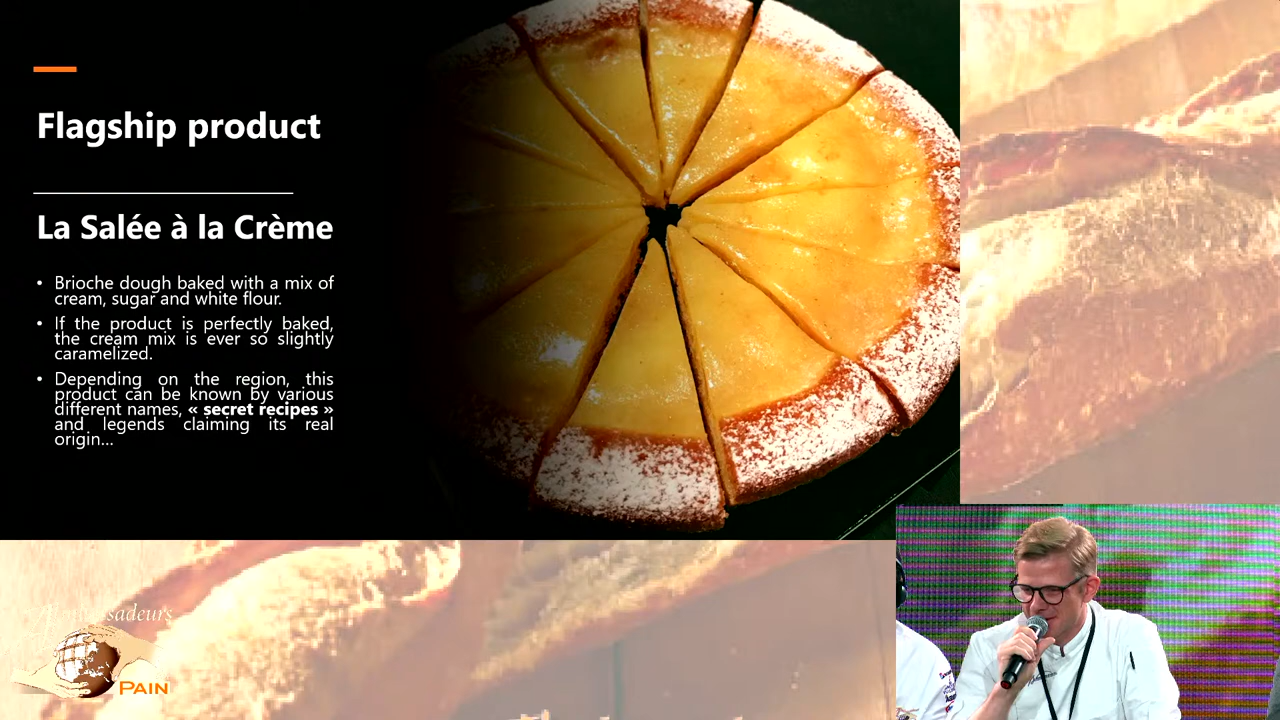 Flagship product
La Salée à la Crème
• Brioche dough baked with a mix of
cream, sugar and white flour.
• If the product is perfectly baked,
the cream mix is ever so slightly
caramelized.
• Depending on the region, this
product can be known by various
different names, « secret recipes »
and legends claiming its real
origin...
PAIN